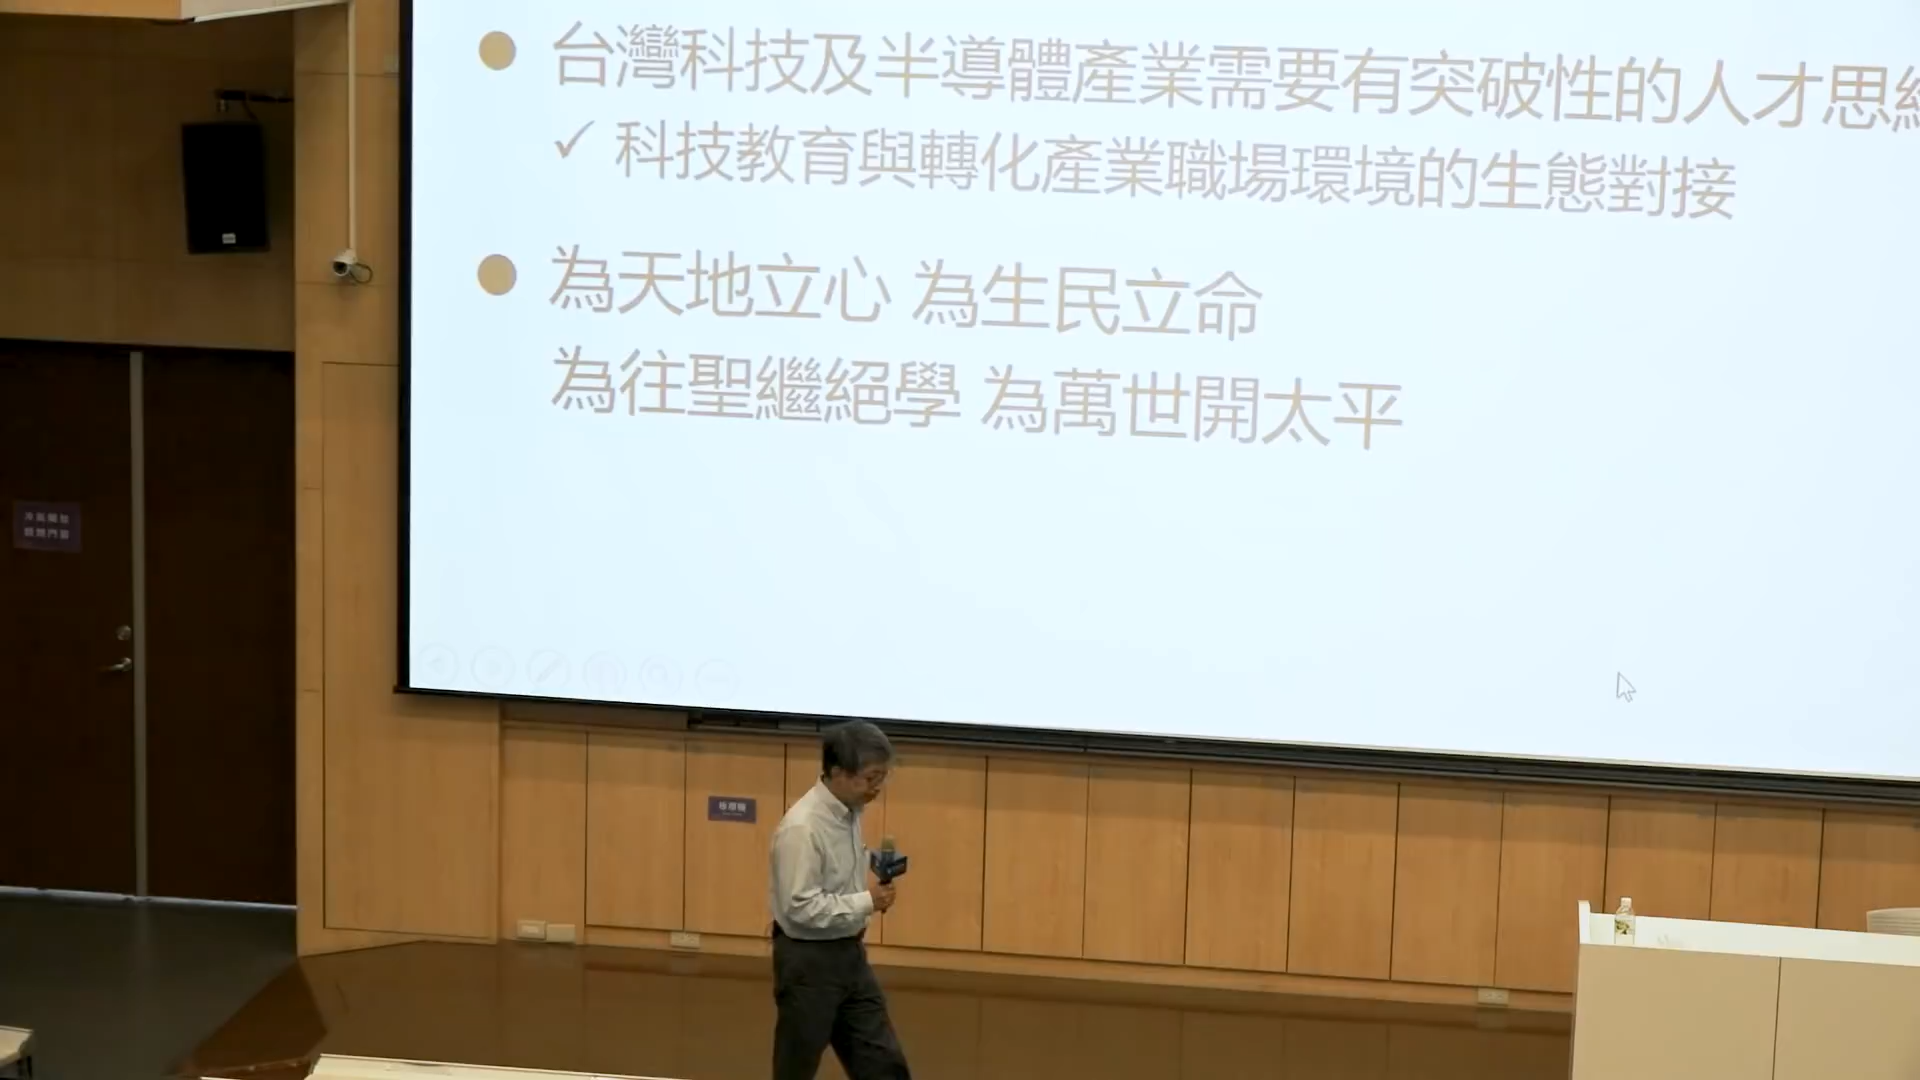 台灣科技及半導體產業需要有突破性的人才思維
科技教育與轉化產業職場環境的生態對接
為天地立心 為生民立命
為往聖繼絕學 為萬世開太平